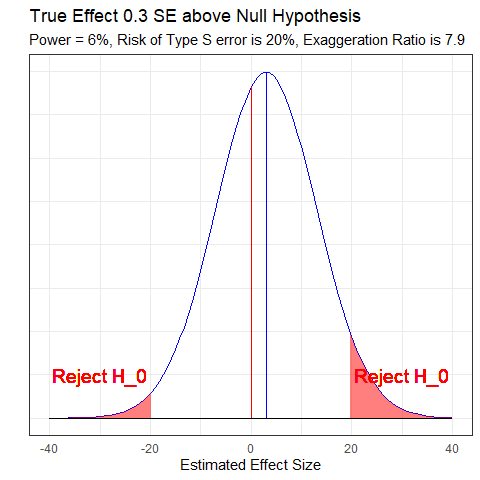 True Effect 0.3 SE above Null Hypothesis
Power = 6%, Risk of Type S error is 20%, Exaggeration Ratio is 7.9
Reject H_0 Reject H_0
-40 -20 0 20 40
Estimated Effect Size